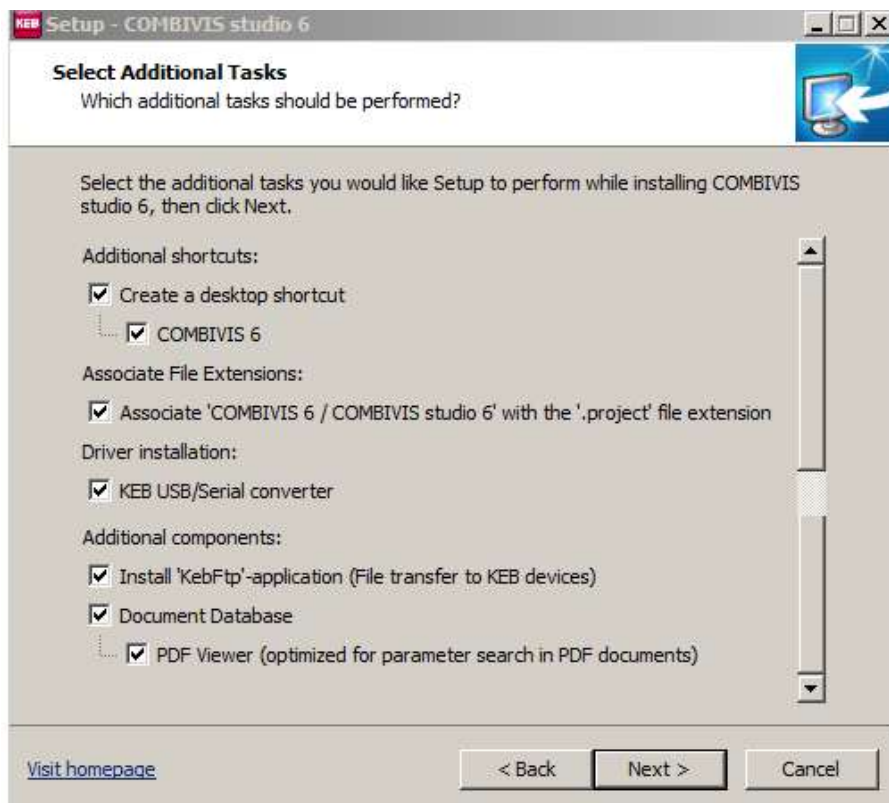 KEB Setup - COMBIVIS studio 6
Select Additional Tasks
Which additional tasks should be performed?
Select the additional tasks you would like Setup to perform while installing COMBIVIS
studio 6, then click Next.
Additional shortcuts:
Create a desktop shortcut
COMBIVIS 6
Associate File Extensions:
Associate 'COMBIVIS 6 / COMBIVIS studio 6' with the '.project' file extension
Driver installation:
KEB USB/Serial converter
Additional components:
Install 'KebFtp'-application (File transfer to KEB devices)
Document Database
PDF Viewer (optimized for parameter search in PDF documents)
Visit homepage
< Back
Next >
Cancel